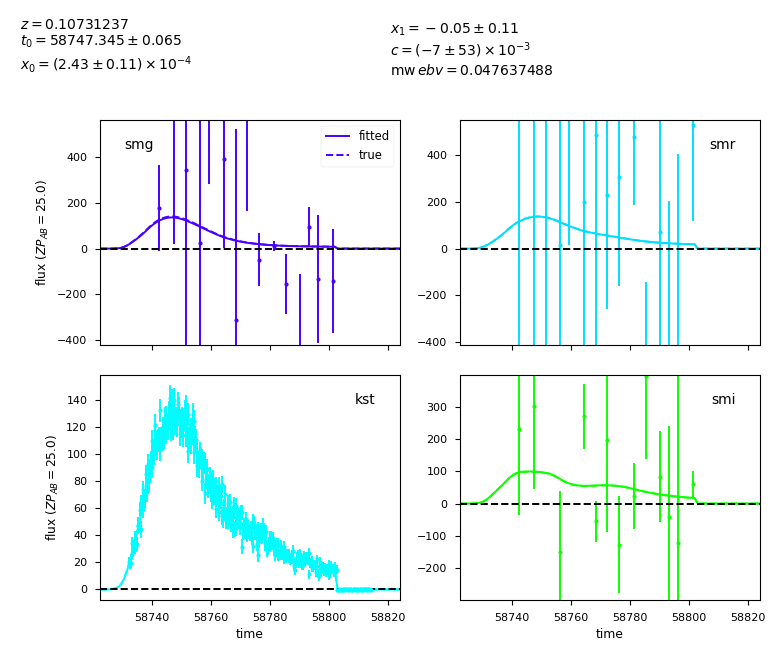 z = 0.10731237
t₀ = 58747.345 ± 0.065
x₀ = (2.43 ± 0.11) × 10⁻⁴
x₁ = −0.05 ± 0.11
c = (−7 ± 53) × 10⁻³
mw ebv = 0.047637488
smg
fitted
true
400
200
0
−200
−400
flux (ZP_AB = 25.0)
smr
400
200
0
−200
−400
kst
140
120
100
80
60
40
20
0
flux (ZP_AB = 25.0)
58740 58760 58780 58800 58820
time
smi
300
200
100
0
−100
−200
58740 58760 58780 58800 58820
time